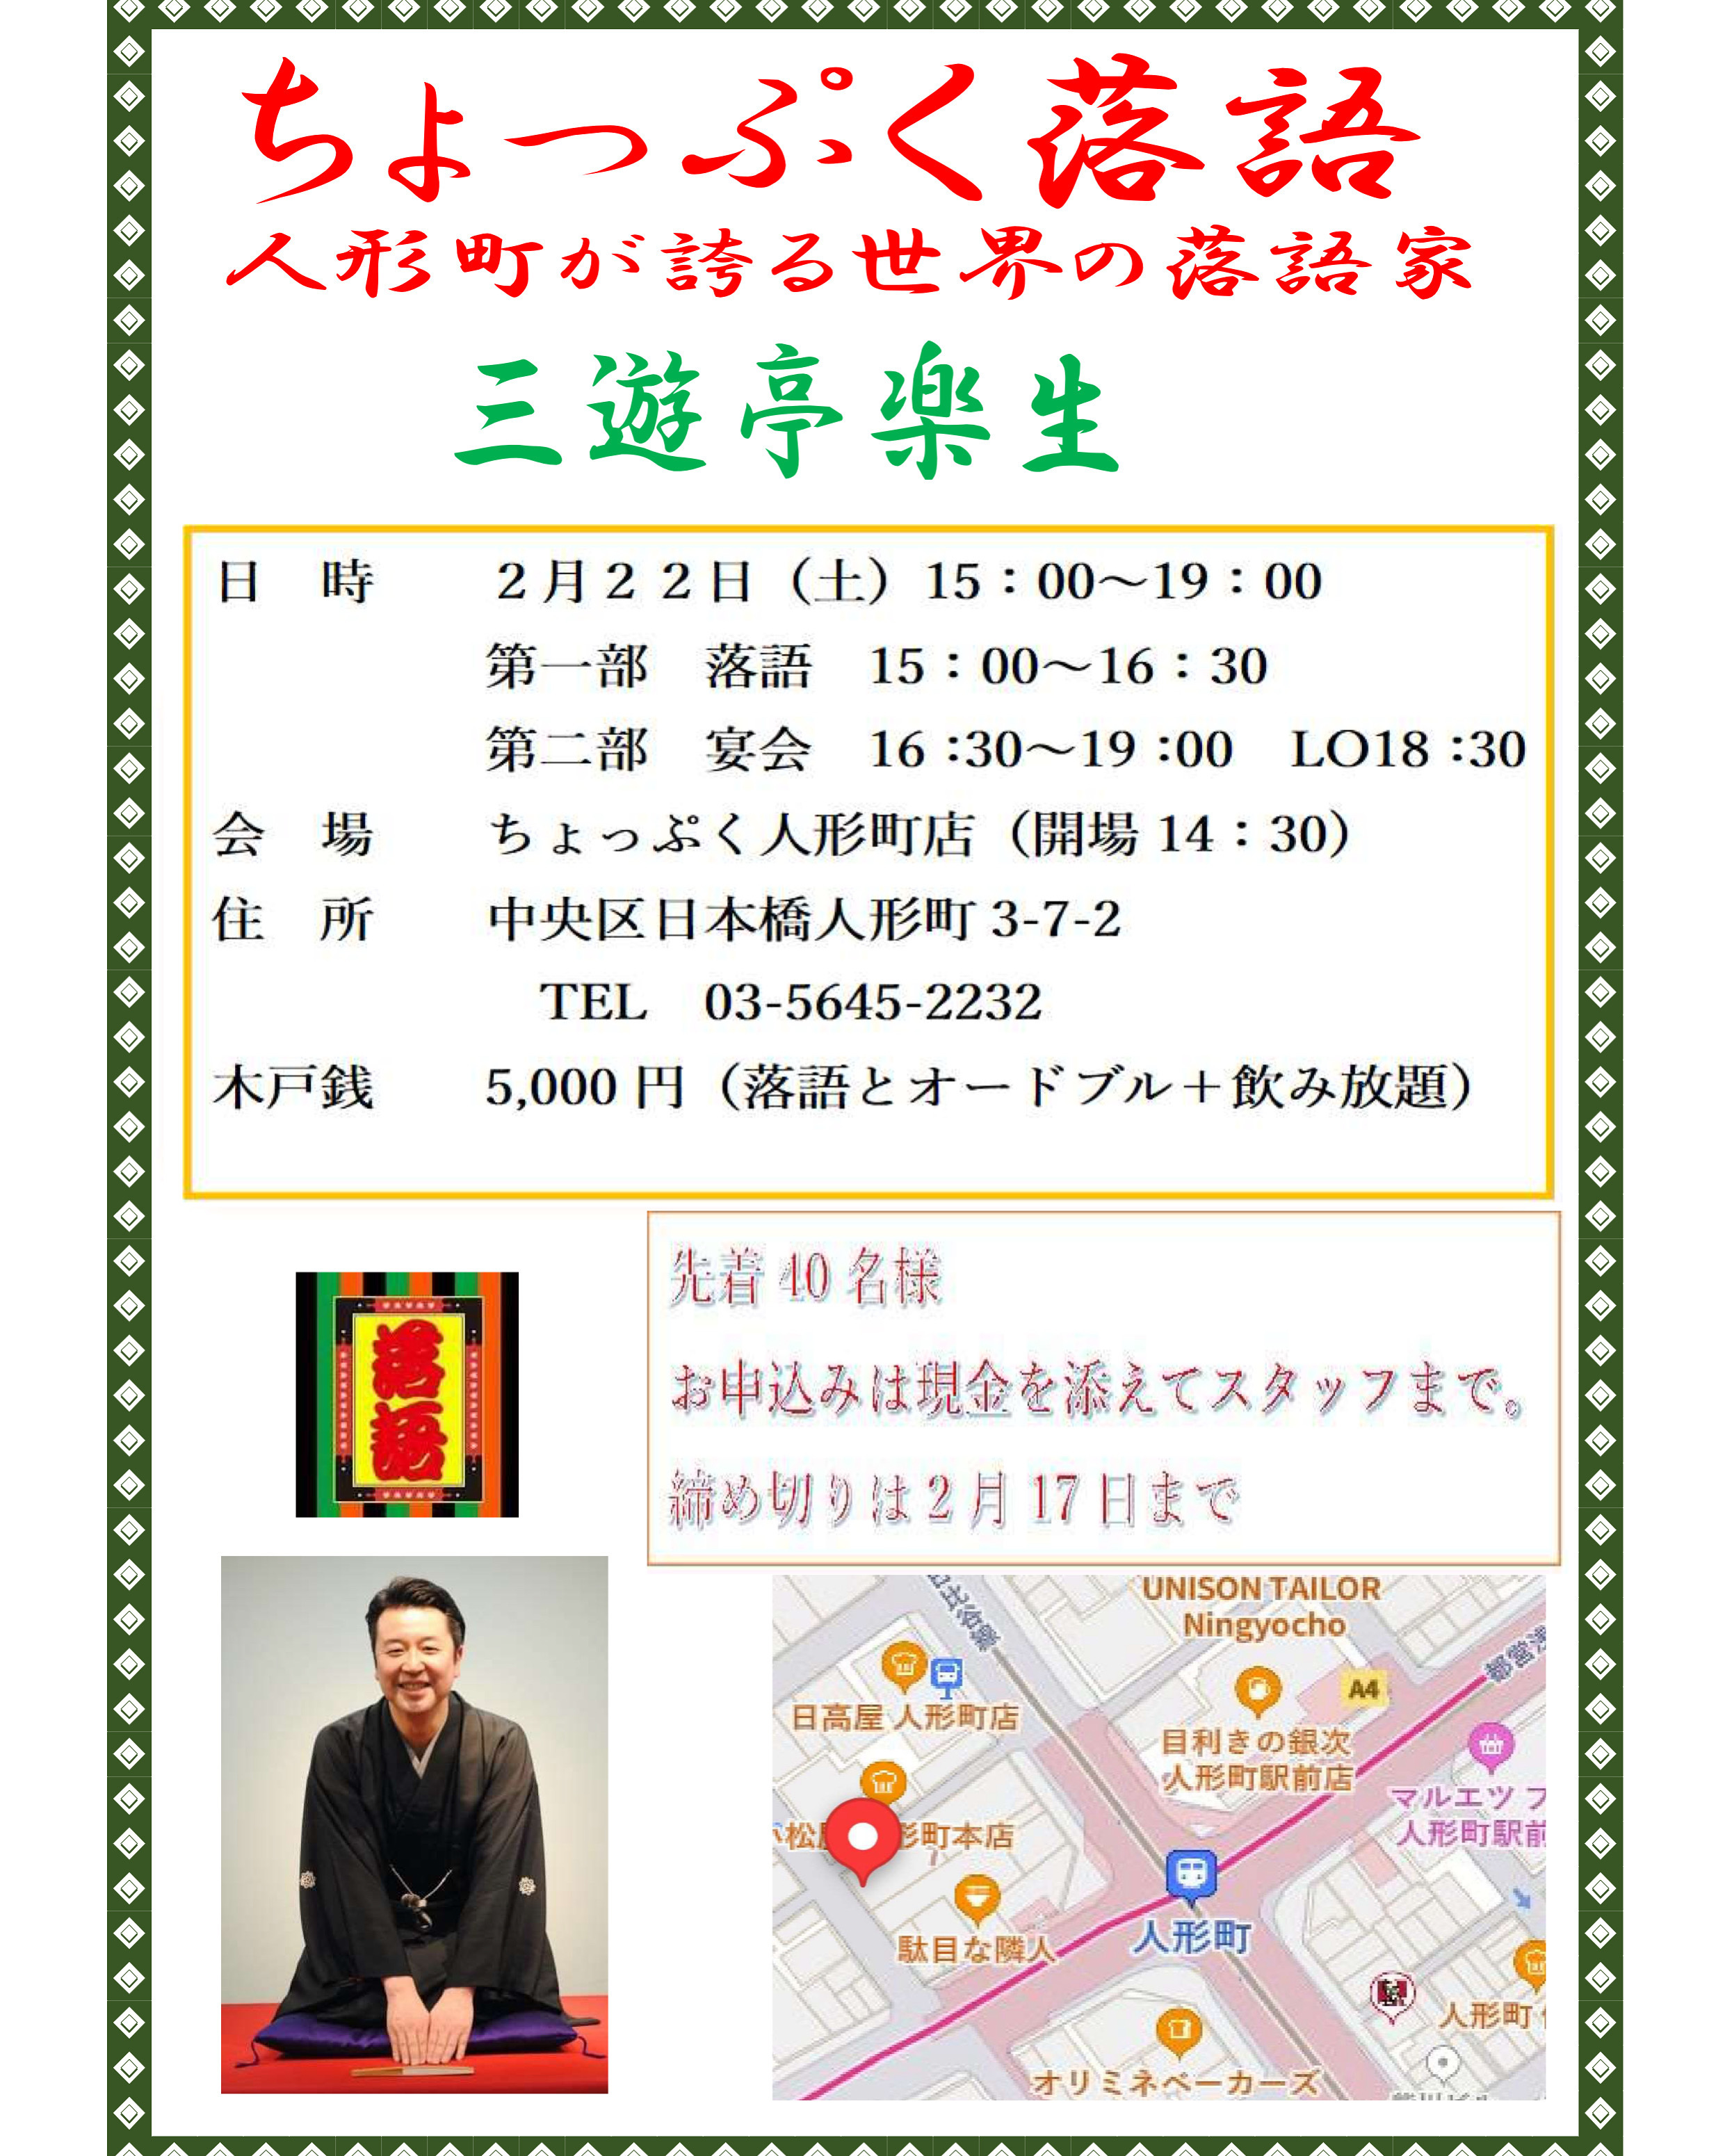 ちょっぷく落語
人形町が誇る世界の落語家
三遊亭楽生
日　時　２月２２日（土）15：00～19：00
第一部　落語　15：00～16：30
第二部　宴会　16 :30～19 :00　LO18 :30
会　場　ちょっぷく人形町店（開場 14：30）
住　所　中央区日本橋人形町 3-7-2
TEL　03-5645-2232
木戸銭　5,000 円（落語とオードブル＋飲み放題）
先着 40 名様
お申込みは現金を添えてスタッフまで。
締め切りは 2 月 17 日まで
落語
UNISON TAILOR
Ningyocho
日比谷線
都営浅
A4
日高屋 人形町店
目利きの銀次
人形町駅前店
マルエツ プ
人形町駅前
形町本店
人形町
駄目な隣人
人形町
オリミネベーカーズ